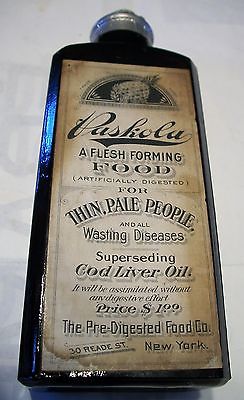 Paskola
A FLESH FORMING
FOOD
(ARTIFICIALLY DIGESTED)
FOR
THIN, PALE PEOPLE,
AND ALL
Wasting Diseases
Superseding
Cod Liver Oil.
It will be assimilated without
any digestive effort
Price $1.00
The Pre-Digested Food Co.
30 READE ST. New York.